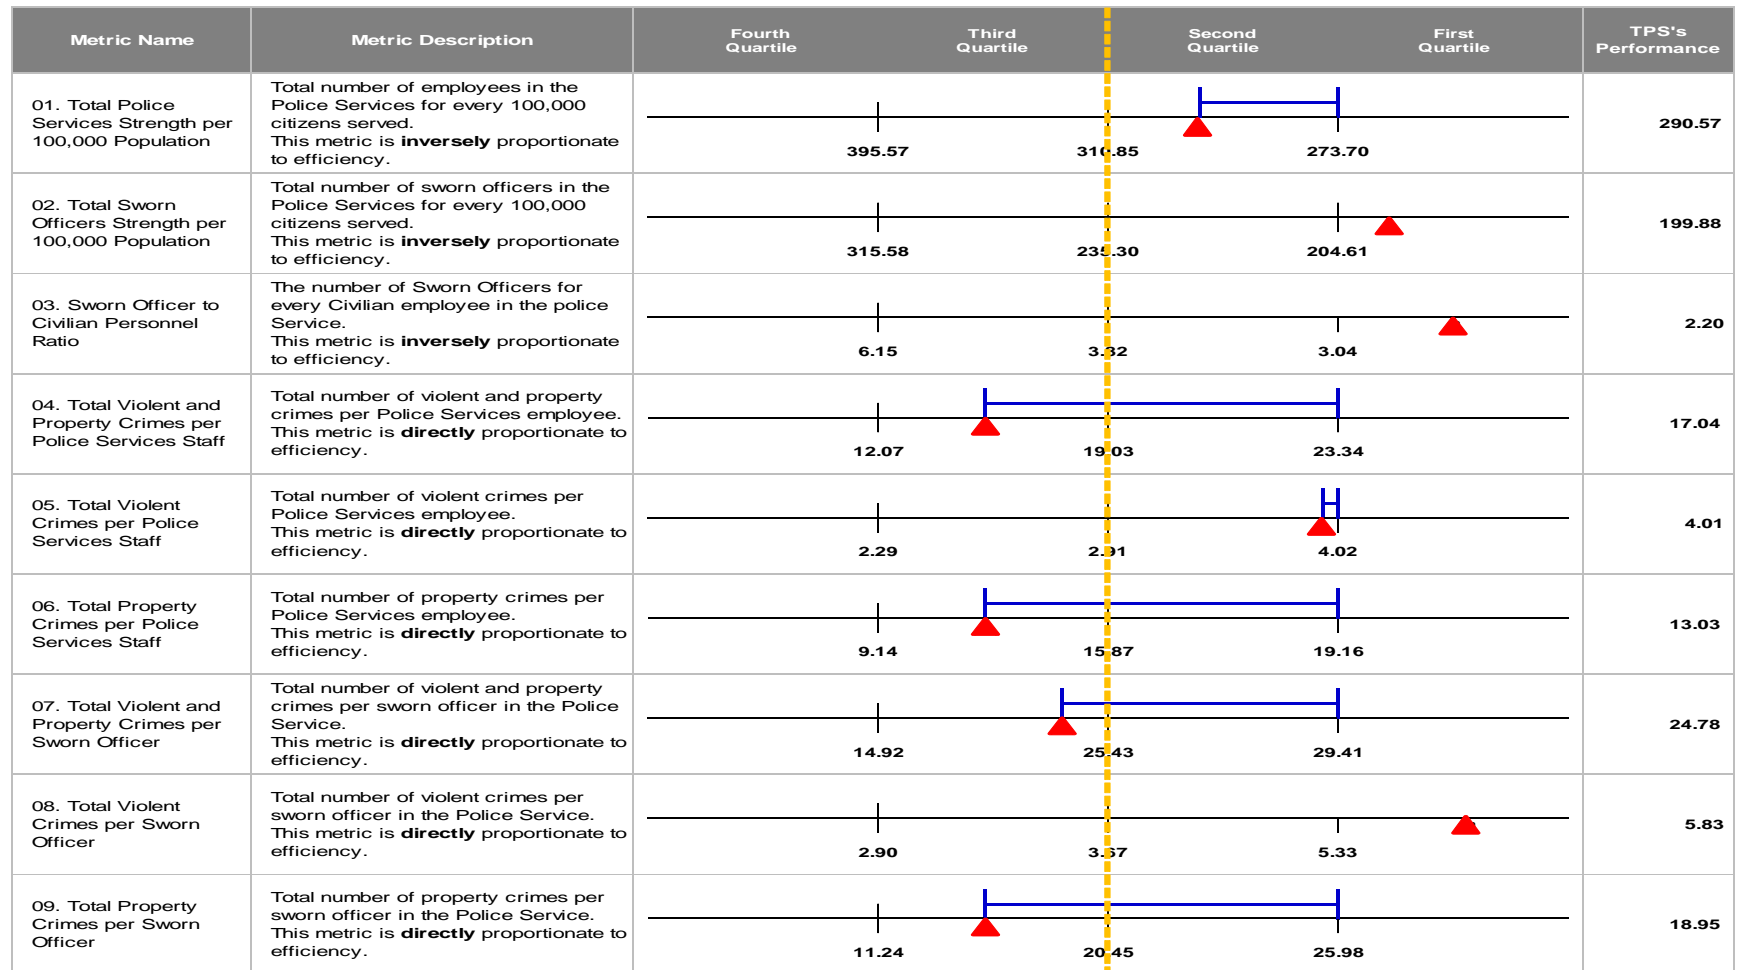 Metric Name
Metric Description
Fourth
Quartile
Third
Quartile
Second
Quartile
First
Quartile
TPS's
Performance
01. Total Police
Services Strength per
100,000 Population
Total number of employees in the
Police Services for every 100,000
citizens served.
This metric is inversely proportionate
to efficiency.
395.57
310.85
273.70
290.57
02. Total Sworn
Officers Strength per
100,000 Population
Total number of sworn officers in the
Police Services for every 100,000
citizens served.
This metric is inversely proportionate
to efficiency.
315.58
235.30
204.61
199.88
03. Sworn Officer to
Civilian Personnel
Ratio
The number of Sworn Officers for
every Civilian employee in the police
Service.
This metric is inversely proportionate
to efficiency.
6.15
3.04
2.20
04. Total Violent and
Property Crimes per
Police Services Staff
Total number of violent and property
crimes per Police Services employee.
This metric is directly proportionate to
efficiency.
12.07
19.03
23.34
17.04
05. Total Violent
Crimes per Police
Services Staff
Total number of violent crimes per
Police Services employee.
This metric is directly proportionate to
efficiency.
2.29
2.91
4.02
4.01
06. Total Property
Crimes per Police
Services Staff
Total number of property crimes per
Police Services employee.
This metric is directly proportionate to
efficiency.
9.14
15.87
19.16
13.03
07. Total Violent and
Property Crimes per
Sworn Officer
Total number of violent and property
crimes per sworn officer in the Police
Service.
This metric is directly proportionate to
efficiency.
14.92
25.43
29.41
24.78
08. Total Violent
Crimes per Sworn
Officer
Total number of violent crimes per
sworn officer in the Police Service.
This metric is directly proportionate to
efficiency.
2.90
3.67
5.33
5.83
09. Total Property
Crimes per Sworn
Officer
Total number of property crimes per
sworn officer in the Police Service.
This metric is directly proportionate to
efficiency.
11.24
20.45
25.98
18.95